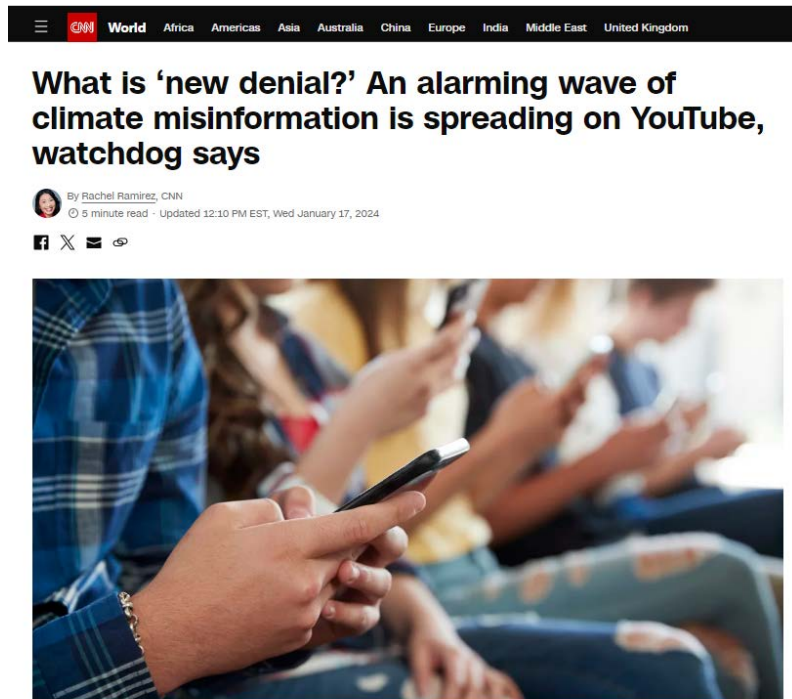 CNN World Africa Americas Asia Australia China Europe India Middle East United Kingdom
What is ‘new denial?’ An alarming wave of
climate misinformation is spreading on YouTube,
watchdog says
By Rachel Ramirez, CNN
5 minute read · Updated 12:10 PM EST, Wed January 17, 2024